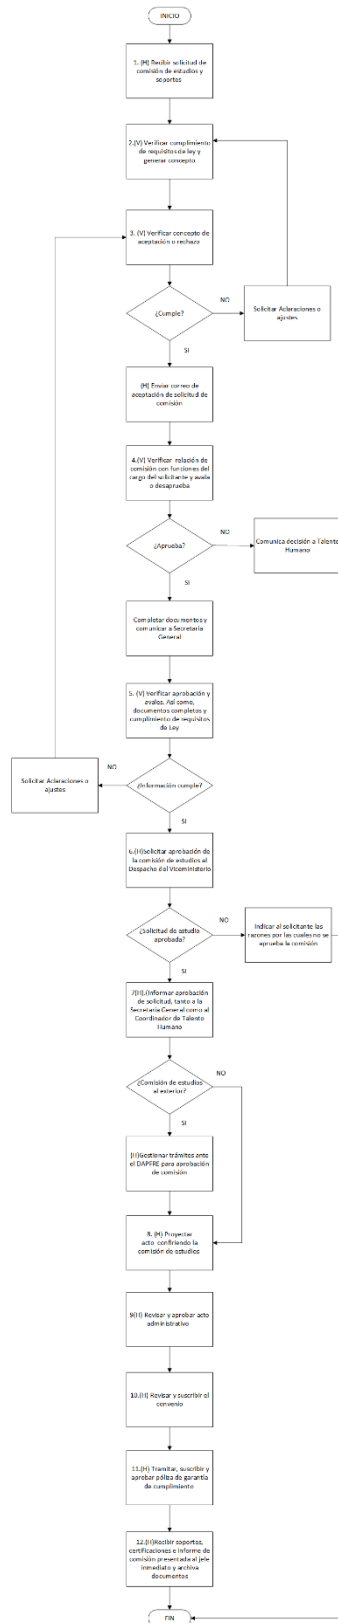 INICIO
1. (H) Recibir solicitud de
comisión de estudios y
soportes
2.(V) Verificar cumplimiento
de requisitos de ley y
generar concepto
3. (V) Verificar concepto de
aceptación o rechazo
¿Cumple?
NO
Solicitar Aclaraciones o
ajustes
SI
(H) Enviar correo de
aceptación de solicitud de
comisión
4.(V) Verificar relación de
comisión con funciones del
cargo del solicitante y avala o
desaprueba
¿Aprueba?
NO
Comunica decisión a Talento
Humano
SI
Completar documentos y
comunicar a Secretaría
General
5. (V) Verificar aprobación y
avales. Así como,
documentos completos y
cumplimiento de requisitos
de Ley
¿Información cumple?
NO
Solicitar Aclaraciones o
ajustes
SI
6.(H)Solicitar aprobación de
la comisión de estudios al
Despacho del Viceministerio
¿Solicitud de estudio
aprobada?
NO
Indicar al solicitante las
razones por las cuales no se
aprueba la comisión
SI
7(H).(Informar aprobación
de solicitud, tanto a la
Secretaria General como al
Coordinador de Talento
Humano
¿Comisión de estudios
al exterior?
NO
SI
(H)Gestionar trámites ante
el DAPFRE para aprobación
de comisión
8. (H) Proyectar
acto confiriendo la
comisión de estudios
9(H) Revisar y aprobar acto
administrativo
10.(H) Revisar y suscribir el
convenio
11.(H) Tramitar, suscribir y
aprobar póliza de garantía
de cumplimiento
12.(H)Recibir soportes,
certificaciones e informe de
comisión presentada al jefe
inmediato y archiva
documentos
FIN